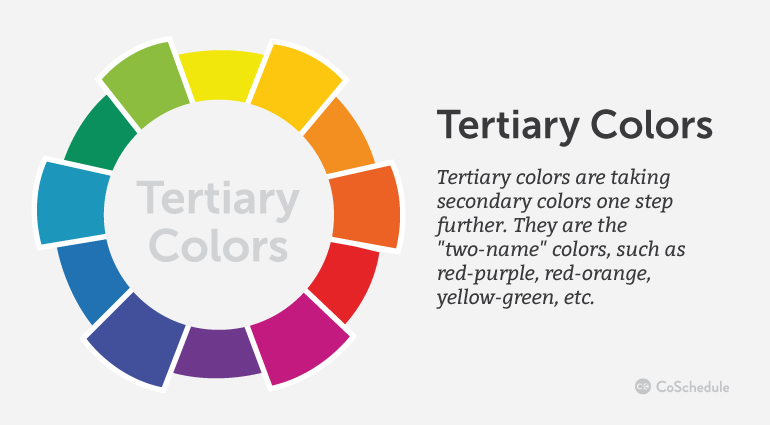 Tertiary
Colors
Tertiary Colors
Tertiary colors are taking
secondary colors one step
further. They are the
"two-name" colors, such as
red-purple, red-orange,
yellow-green, etc.
CoSchedule